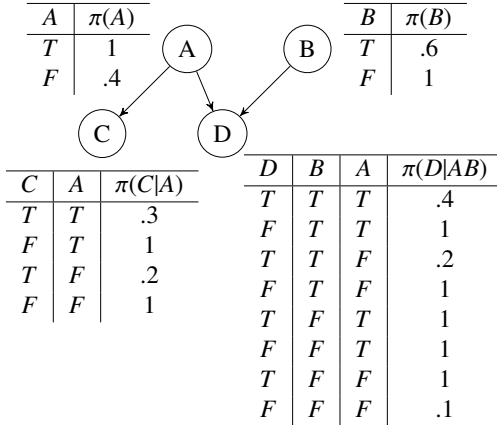 A π(A)
T 1
F .4
A
B
B π(B)
T .6
F 1
C
D
C A π(C|A)
T T .3
F T 1
T F .2
F F 1
D B A π(D|AB)
T T T .4
F T T 1
T T F .2
F T F 1
T F T 1
F F T 1
T F F 1
F F F .1